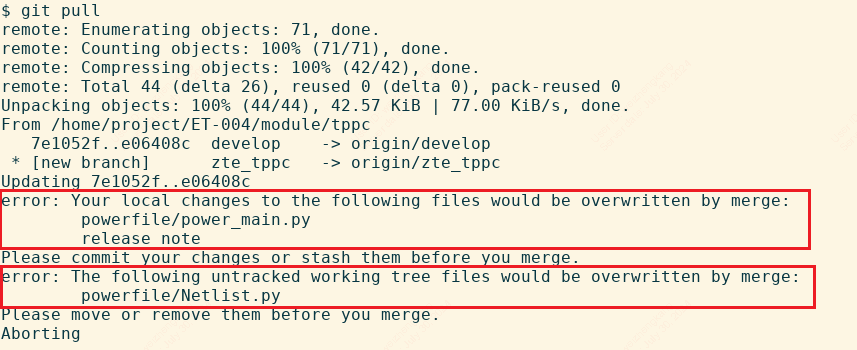 $ git pull
remote: Enumerating objects: 71, done.
remote: Counting objects: 100% (71/71), done.
remote: Compressing objects: 100% (42/42), done.
remote: Total 44 (delta 26), reused 0 (delta 0), pack-reused 0
Unpacking objects: 100% (44/44), 42.57 KiB | 77.00 KiB/s, done.
From /home/project/ET-004/module/tppc
   7e1052f..e06408c  develop    -> origin/develop
 * [new branch]      zte_tppc   -> origin/zte_tppc
Updating 7e1052f..e06408c
error: Your local changes to the following files would be overwritten by merge:
        powerfile/power_main.py
        release note
Please commit your changes or stash them before you merge.
error: The following untracked working tree files would be overwritten by merge:
        powerfile/Netlist.py
Please move or remove them before you merge.
Aborting